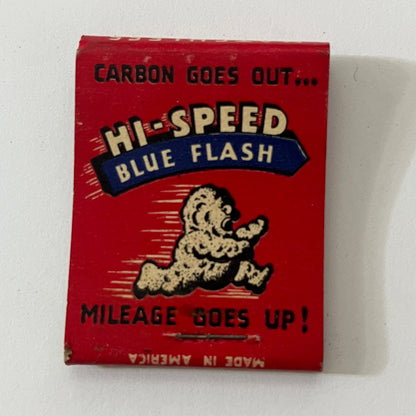 CARBON GOES OUT...
HI-SPEED
BLUE FLASH
MILEAGE GOES UP!
MADE IN AMERICA